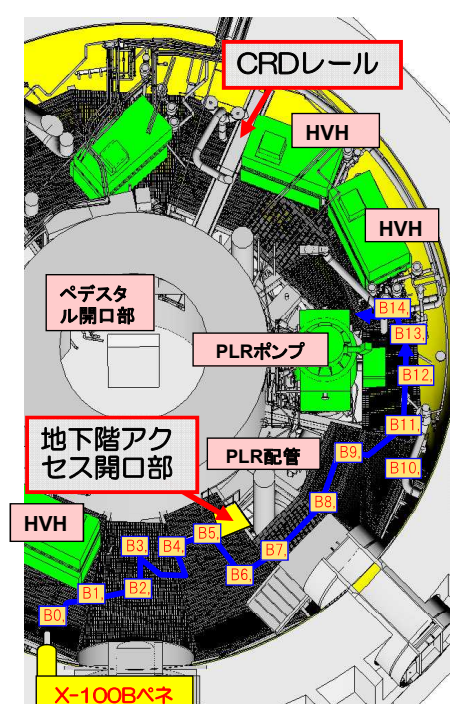 CRDレール
HVH
HVH
ペデスタ
ル開口部
B14,
B13,
PLRポンプ
B12,
地下階アク
セス開口部
B11,
PLR配管
B9,
B10,
B8,
HVH
B5,
B3,
B4,
B7,
B6,
B1,
B2,
B0,
X-100Bペネ